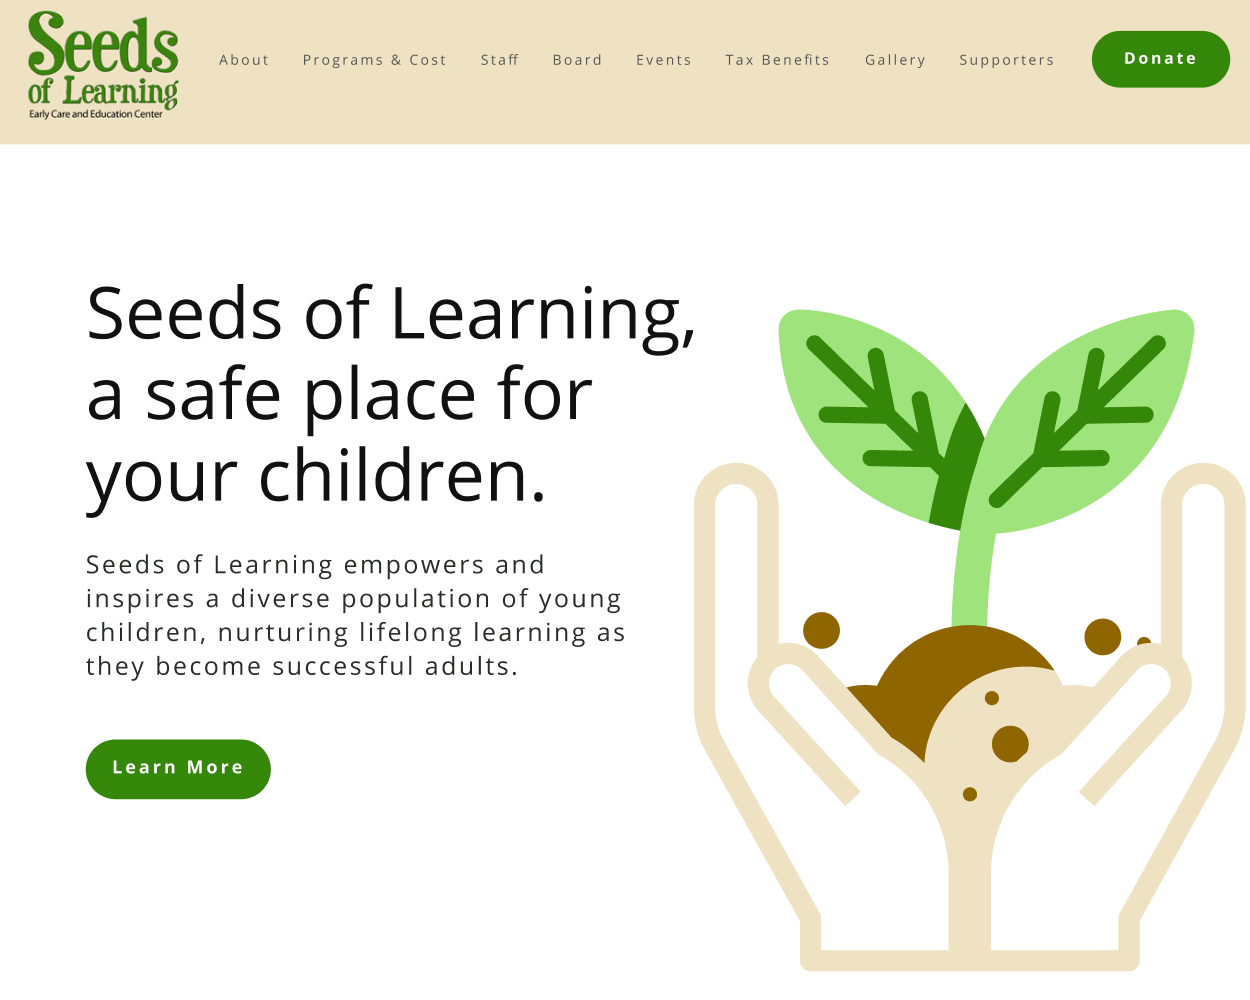 Seeds
of Learning
Early Care and Education Center
About Programs & Cost Staff Board Events Tax Benefits Gallery Supporters Donate
Seeds of Learning,
a safe place for
your children.
Seeds of Learning empowers and
inspires a diverse population of young
children, nurturing lifelong learning as
they become successful adults.
Learn More